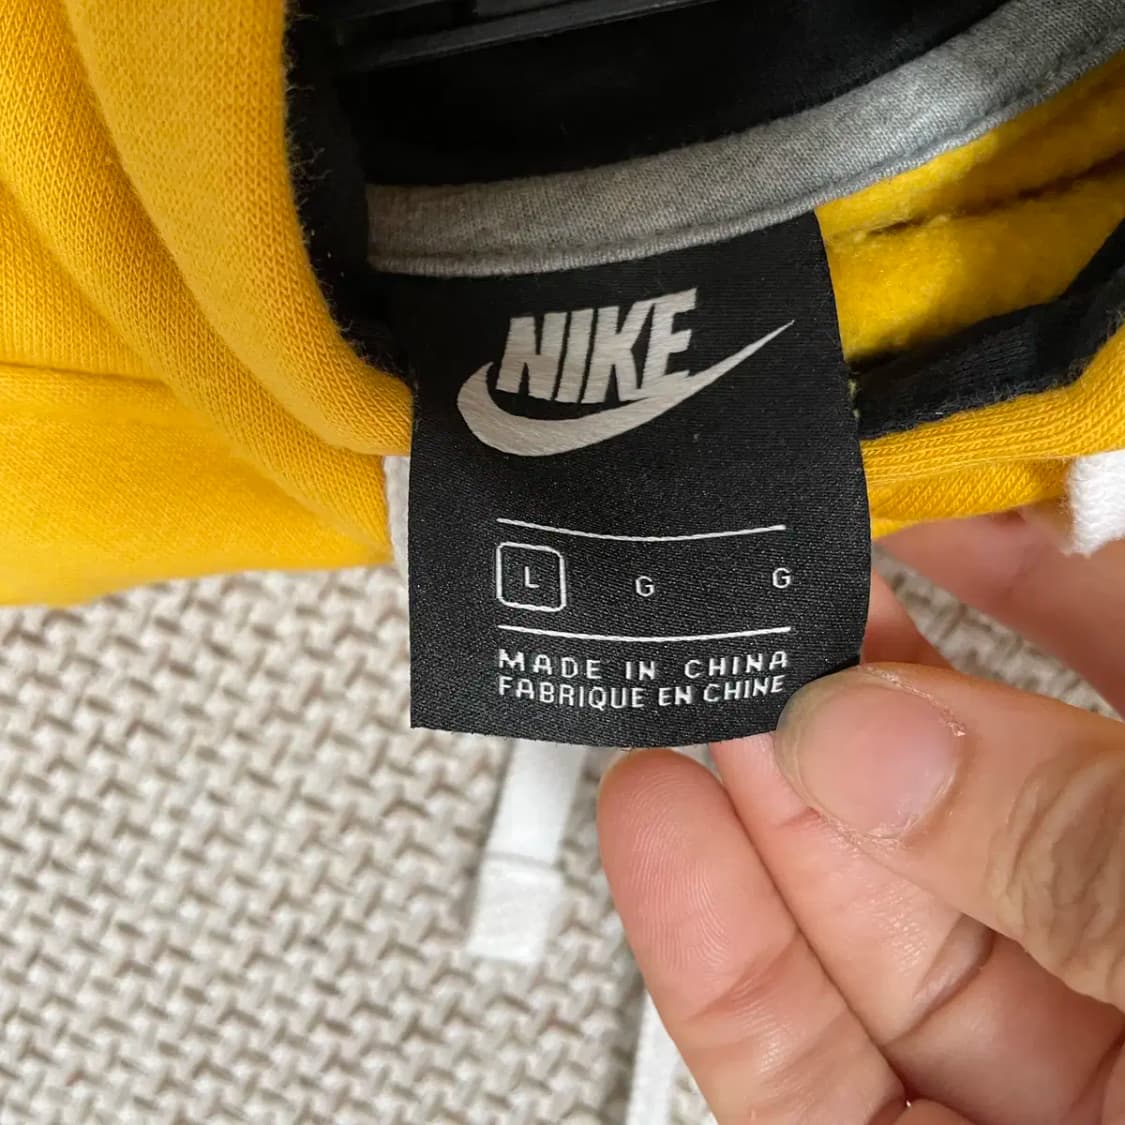 NIKE
L G G
MADE IN CHINA
FABRIQUE EN CHINE